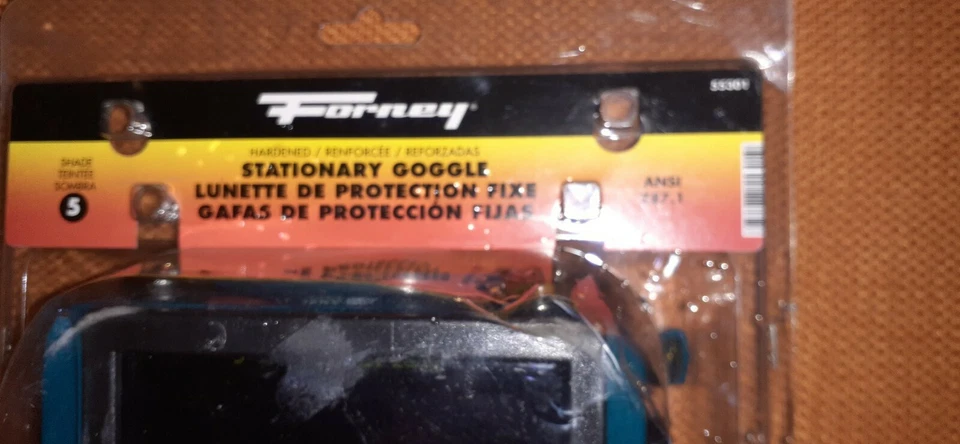 Forney
55301
HARDENED / RENFORCÉE / REFORZADAS
STATIONARY GOGGLE
LUNETTE DE PROTECTION FIXE
GAFAS DE PROTECCIÓN FIJAS
SHADE
TEINTÉE
SOMBRA
5
ANSI
Z87.1